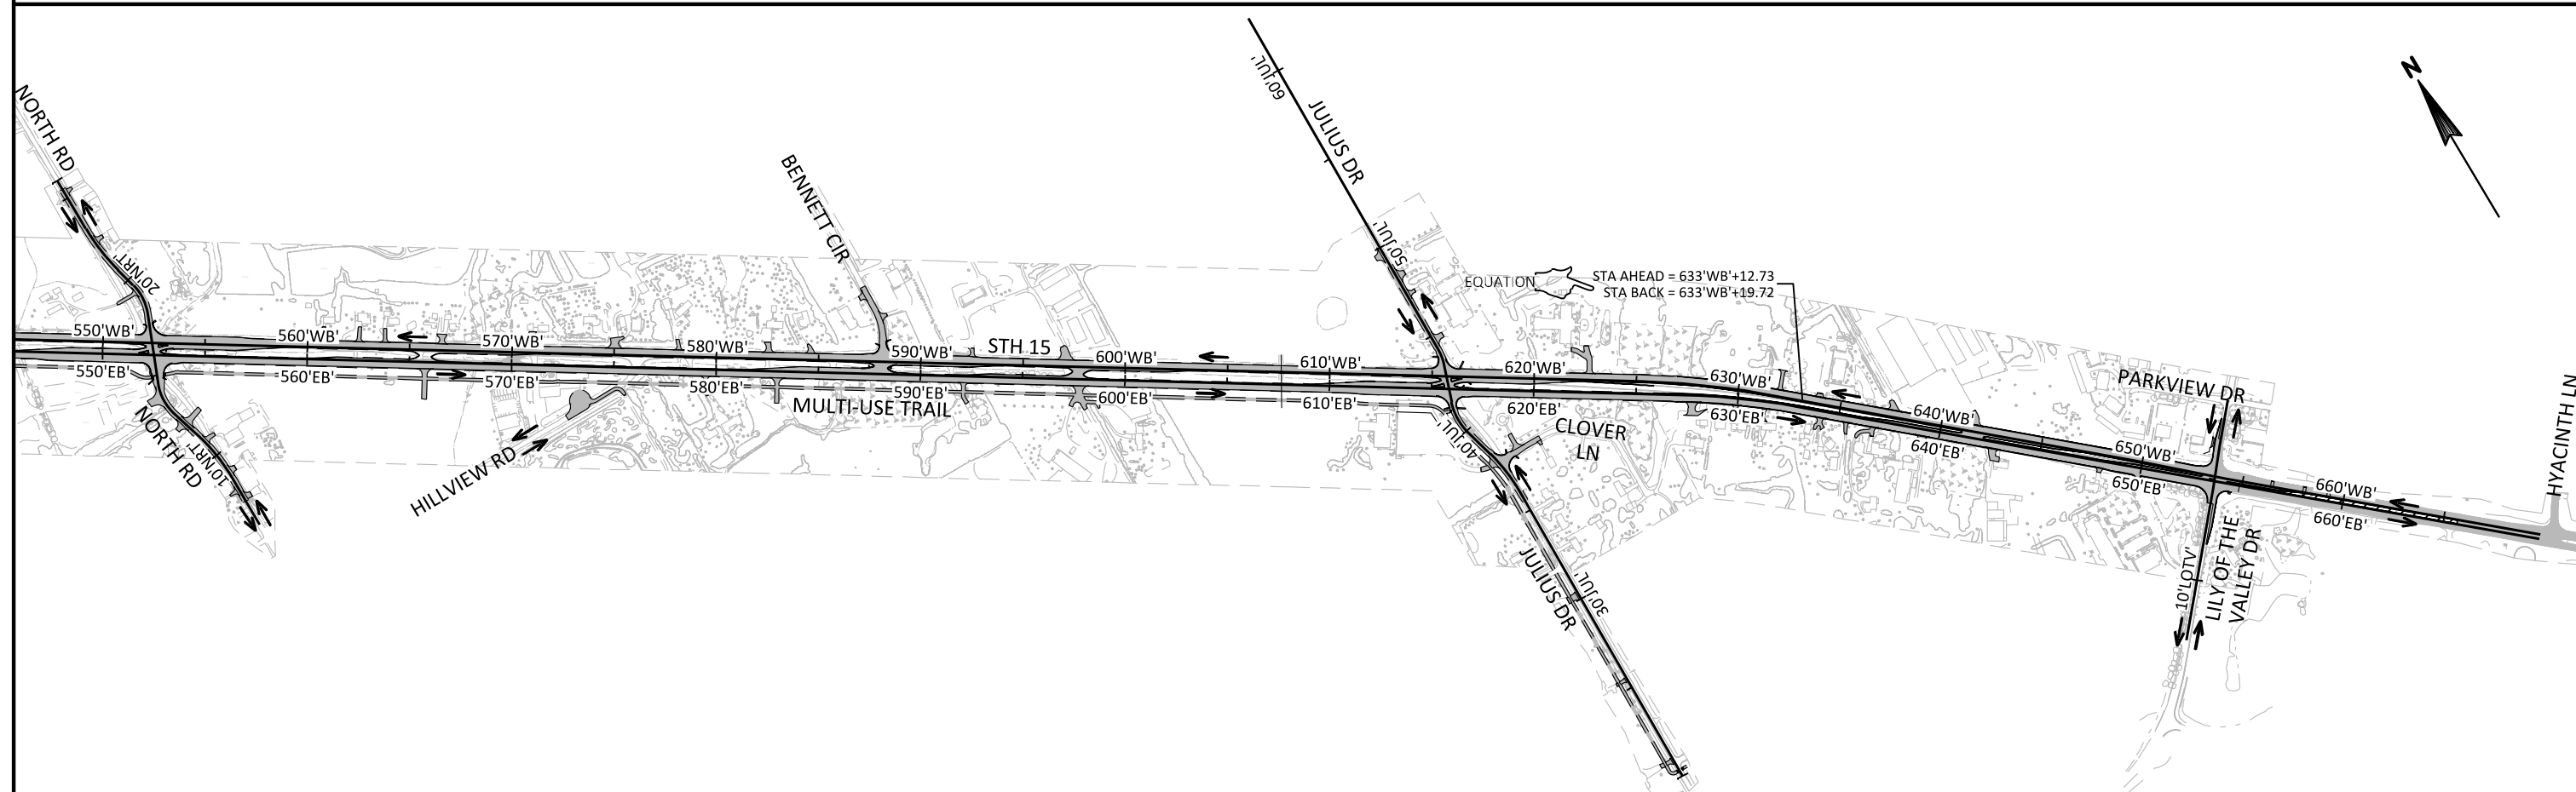 N
NORTH RD
20'NRT'
BENNETT CIR
60'JUL'
JULIUS DR
50'JUL'
EQUATION
STA AHEAD = 633'WB'+12.73
STA BACK = 633'WB'+19.72
550'WB'
560'WB'
570'WB'
580'WB'
590'WB'
STH 15
600'WB'
610'WB'
620'WB'
630'WB'
640'WB'
650'WB'
660'WB'
550'EB'
560'EB'
570'EB'
580'EB'
590'EB'
600'EB'
610'EB'
620'EB'
630'EB'
640'EB'
650'EB'
660'EB'
MULTI-USE TRAIL
PARKVIEW DR
HYACINTH LN
NORTH RD
10'NRT'
HILLVIEW RD
40'JUL'
CLOVER
LN
JULIUS DR
30'JUL'
10'LOTV'
LILY OF THE
VALLEY DR